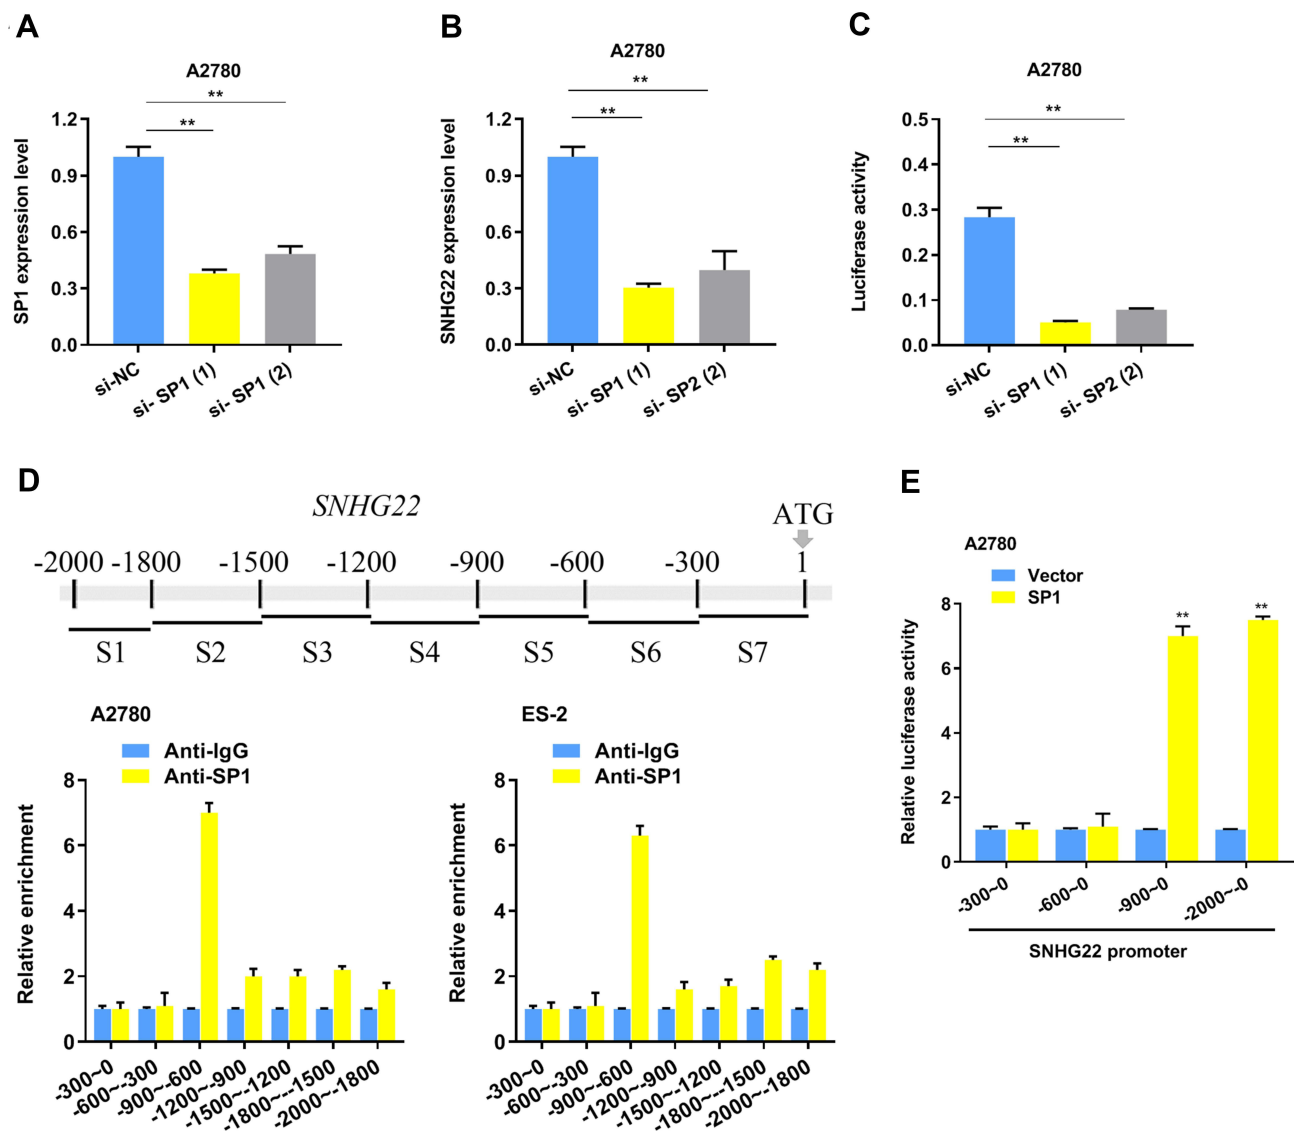 A
A2780
**
**
SP1 expression level
1.2
0.9
0.6
0.3
0.0
si-NC
si- SP1 (1)
si- SP1 (2)
B
A2780
**
**
SNHG22 expression level
1.2
0.9
0.6
0.3
0.0
si-NC
si- SP1 (1)
si- SP2 (2)
C
A2780
**
**
Luciferase activity
0.5
0.4
0.3
0.2
0.1
0.0
si-NC
si- SP1 (1)
si- SP2 (2)
D
SNHG22
ATG
-2000 -1800 -1500 -1200 -900 -600 -300 1
S1 S2 S3 S4 S5 S6 S7
A2780
Anti-IgG
Anti-SP1
Relative enrichment
8
6
4
2
0
-300~0
-600~-300
-900~-600
-1200~-900
-1500~-1200
-1800~-1500
-2000~-1800
ES-2
Anti-IgG
Anti-SP1
Relative enrichment
8
6
4
2
0
-300~0
-600~-300
-900~-600
-1200~-900
-1500~-1200
-1800~-1500
-2000~-1800
E
A2780
Vector
SP1
Relative luciferase activity
8
6
4
2
0
**
**
-300~0
-600~0
-900~0
-2000~-0
SNHG22 promoter